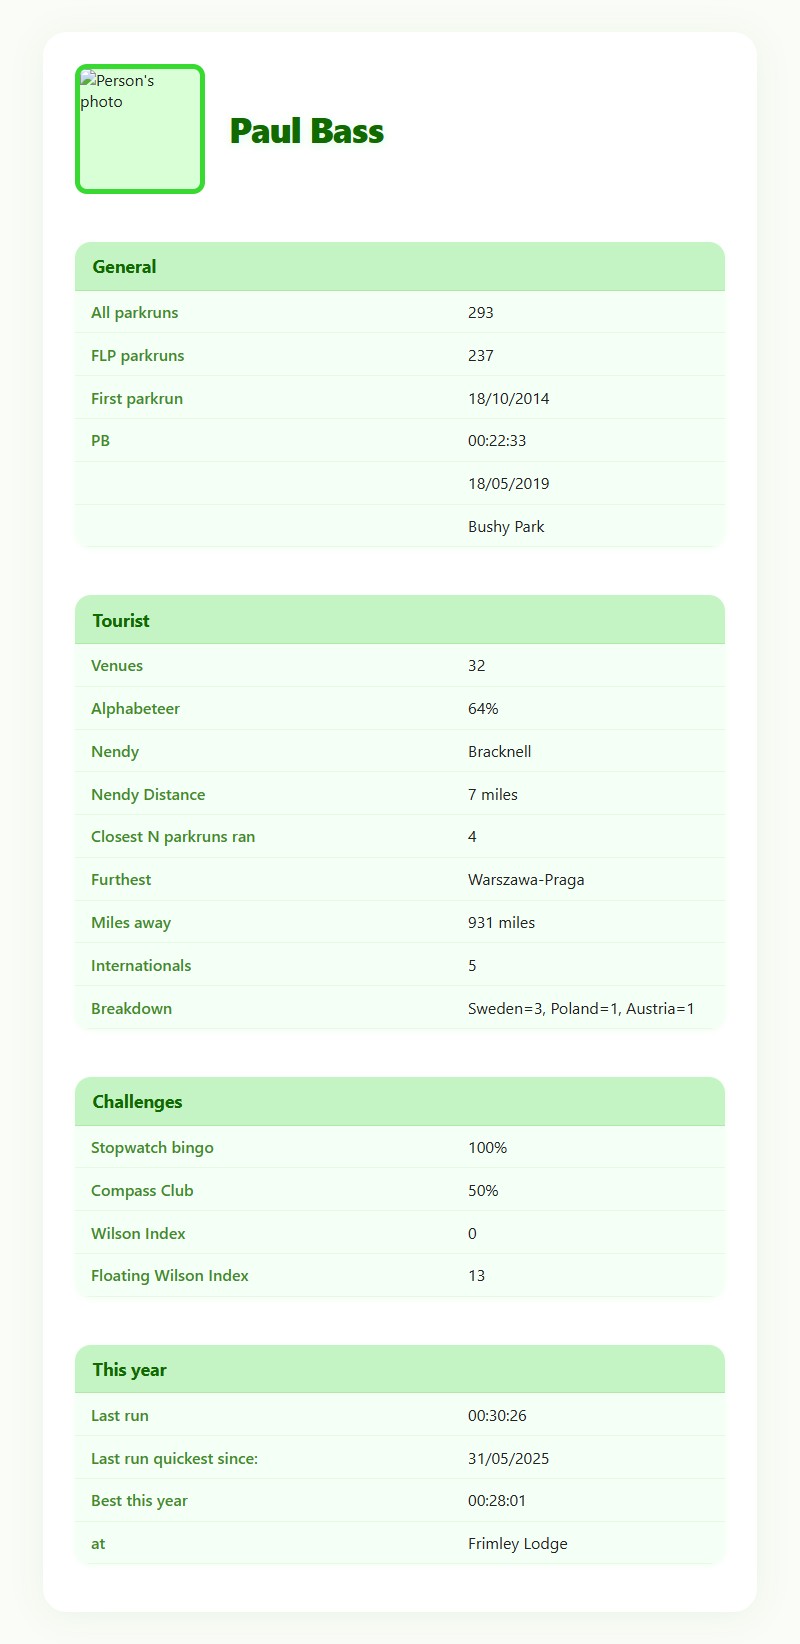 Person's
photo
Paul Bass
General
All parkruns 293
FLP parkruns 237
First parkrun 18/10/2014
PB 00:22:33
18/05/2019
Bushy Park
Tourist
Venues 32
Alphabeteer 64%
Nendy Bracknell
Nendy Distance 7 miles
Closest N parkruns ran 4
Furthest Warszawa-Praga
Miles away 931 miles
Internationals 5
Breakdown Sweden=3, Poland=1, Austria=1
Challenges
Stopwatch bingo 100%
Compass Club 50%
Wilson Index 0
Floating Wilson Index 13
This year
Last run 00:30:26
Last run quickest since: 31/05/2025
Best this year 00:28:01
at Frimley Lodge